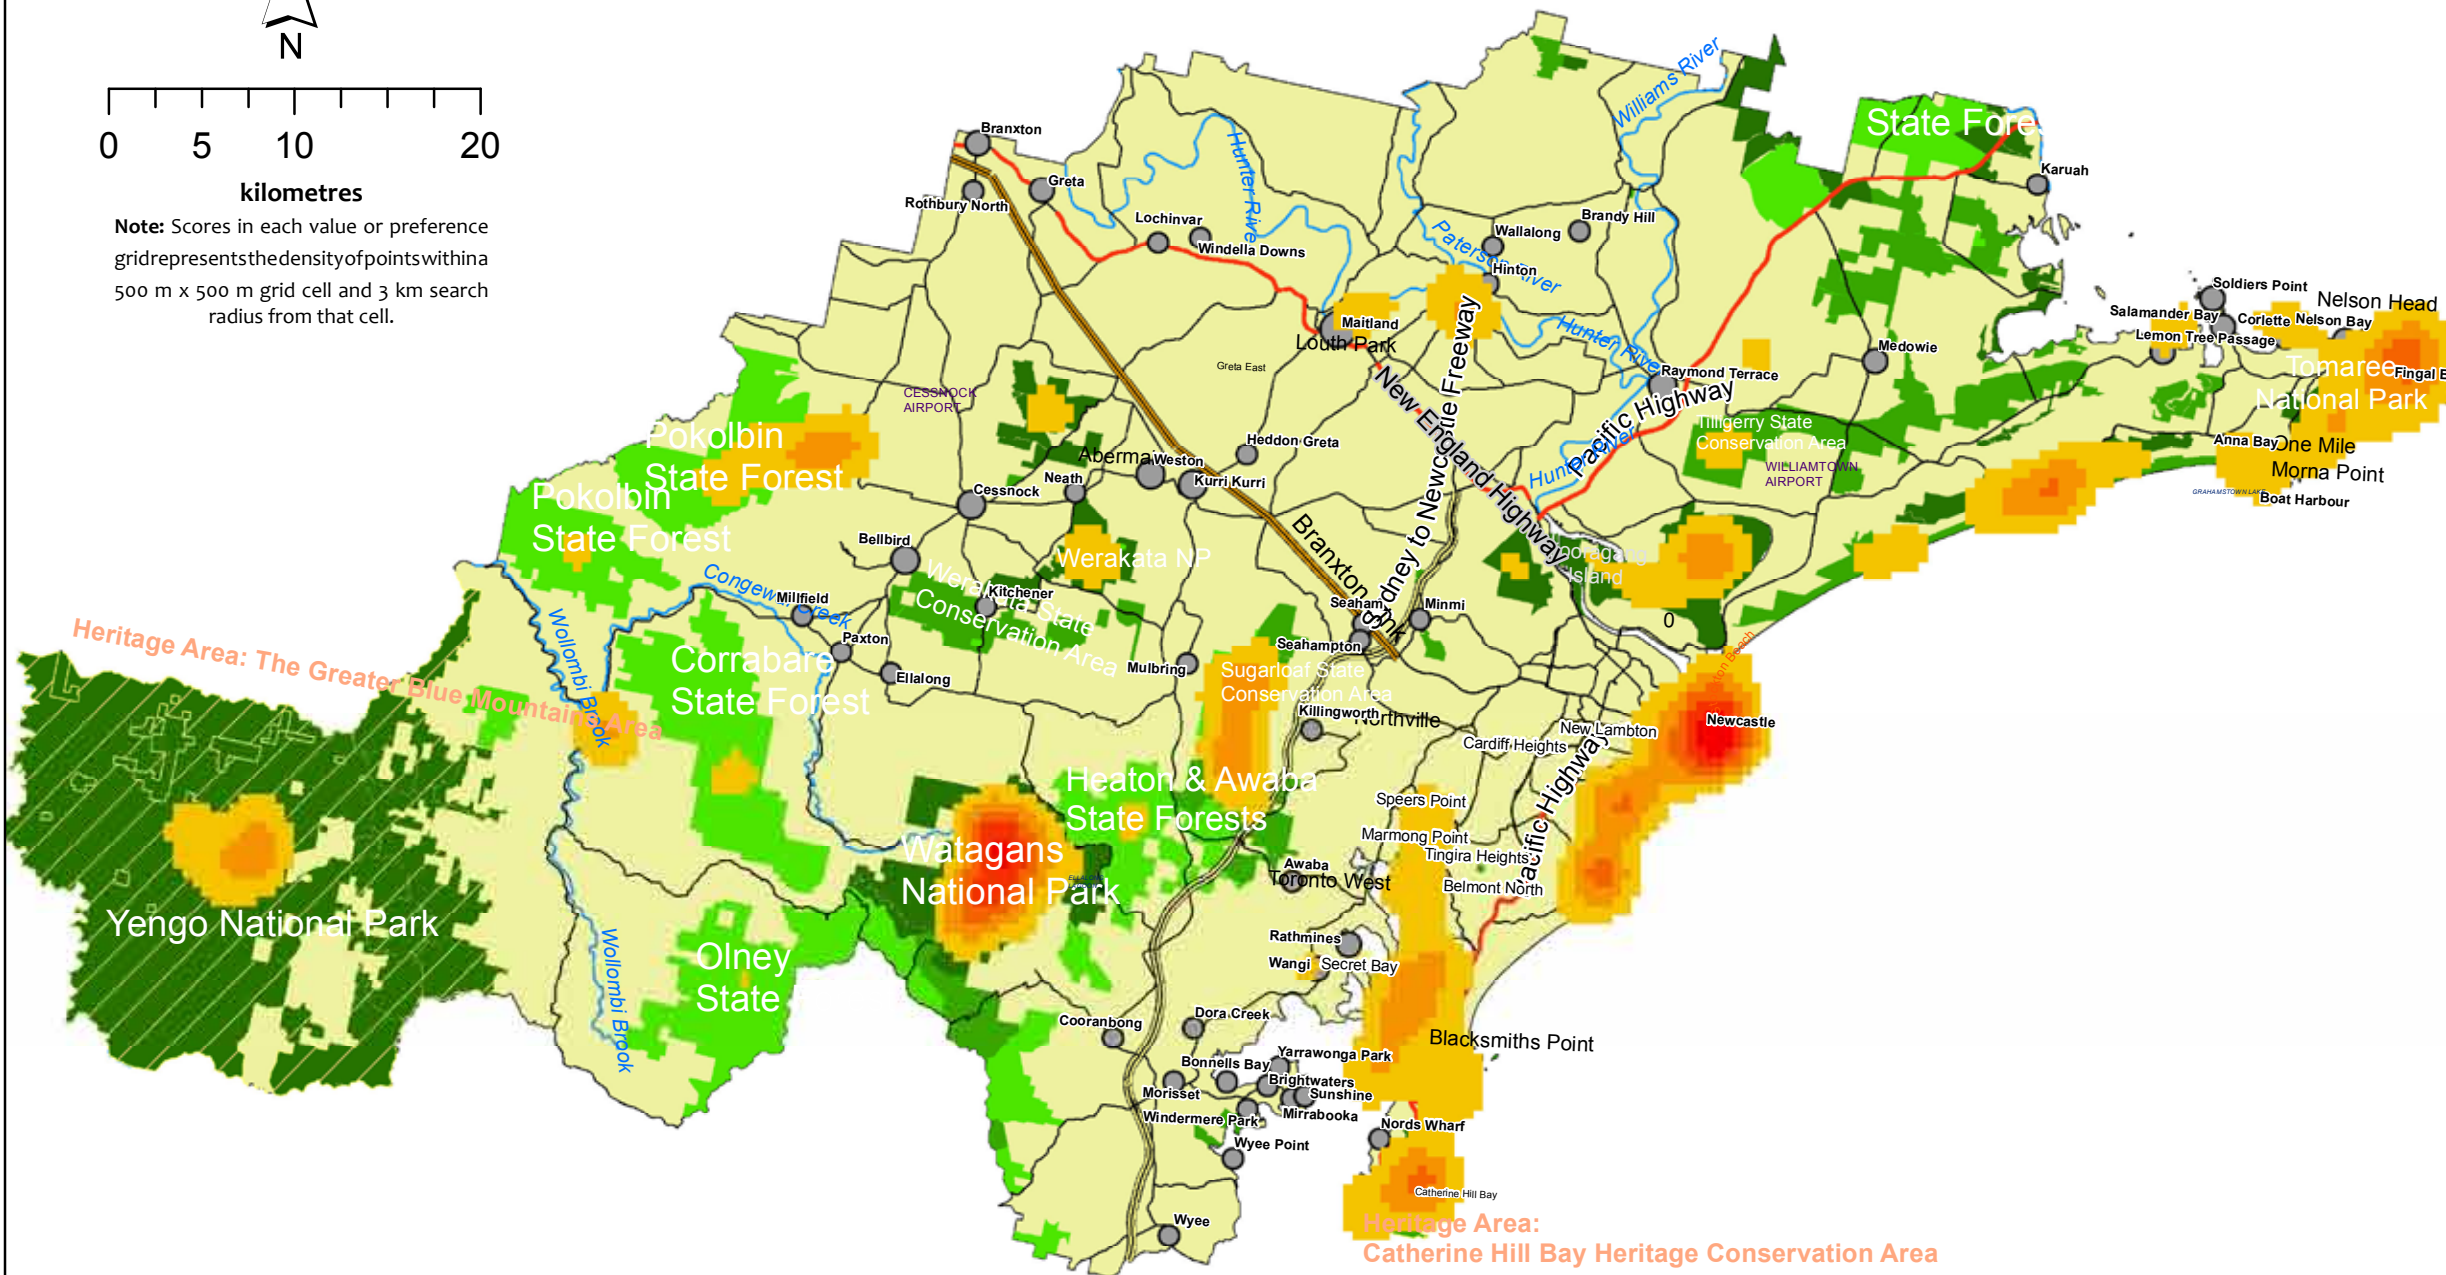 N
0 5 10 20
kilometres
Note: Scores in each value or preference
gridrepresentsthedensityofpointswithina
500 m x 500 m grid cell and 3 km search
radius from that cell.
Williams River
State Fore
Branxton
Karuah
Greta
Rothbury North
Hunter Rive
Lochinvar
Windella Downs
Brandy Hill
Wallalong
Paterson River
Hinton
Soldiers Point
Nelson Head
Salamander Bay
Corlette
Nelson Bay
Lemon Tree Passage
Maitland
Louth Park
Hunter River
Medowie
Greta East
Raymond Terrace
Tomaree
National Park
Fingal B
CESSNOCK
AIRPORT
New England Highway
Pacific Highway
Tilligerry State
Conservation Area
Pokolbin
State Forest
Heddon Greta
Hunter River
Anna Bay
One Mile
Morna Point
WILLIAMTOWN
AIRPORT
Abermai
Weston
Neath
Kurri Kurri
Cessnock
GRAHAMSTOWN LAKE
Boat Harbour
Pokolbin
State Forest
Branxton Link
Sydney to Newcastle Freeway
Bellbird
Werakata NP
Kooragang
Island
Werakata State
Conservation Area
Kitchener
Congewai Creek
Millfield
Seaham
Minmi
0
Paxton
Seahampton
Heritage Area: The Greater Blue Mountains Area
Wollombi Brook
Corrabare
State Forest
Ellalong
Mulbring
Sugarloaf State
Conservation Area
Killingworth
Northville
New Lambton
Newcastle
Cardiff Heights
Pacific Highway
Heaton & Awaba
State Forests
Speers Point
Marmong Point
Tingira Heights
Watagans
National Park
Awaba
Toronto West
Belmont North
Yengo National Park
Rathmines
Wangi
Secret Bay
Olney
State
Wollombi Brook
Cooranbong
Dora Creek
Blacksmiths Point
Yarrawonga Park
Bonnells Bay
Brightwaters
Morisset
Sunshine
Mirrabooka
Windermere Park
Nords Wharf
Wyee Point
Catherine Hill Bay
Wyee
Heritage Area:
Catherine Hill Bay Heritage Conservation Area